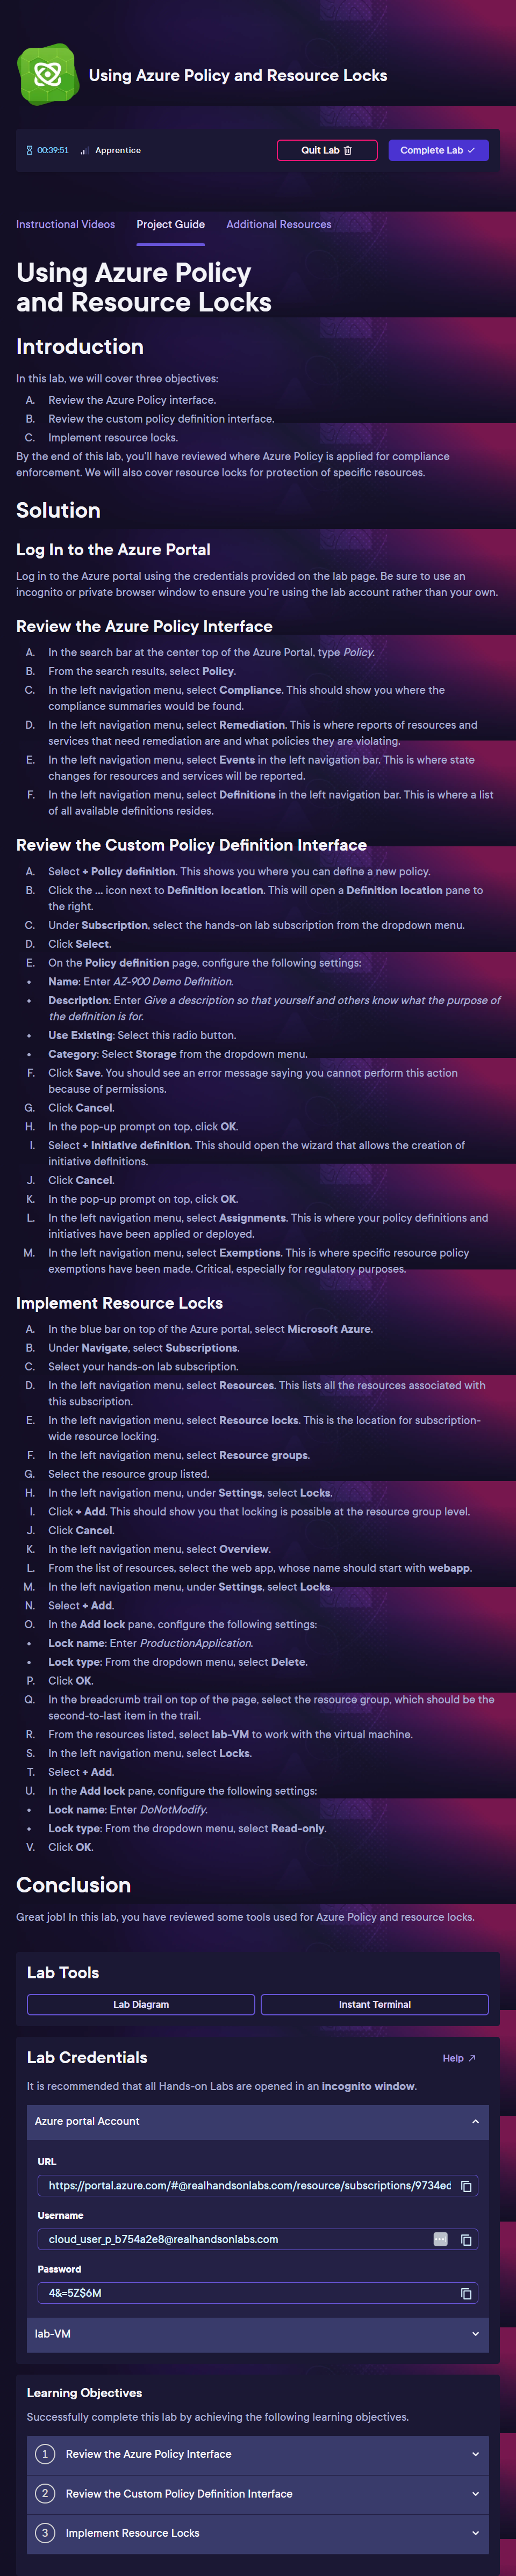 Using Azure Policy and Resource Locks
00:39:51 Apprentice Quit Lab Complete Lab
Instructional Videos Project Guide Additional Resources
Using Azure Policy
and Resource Locks
Introduction
In this lab, we will cover three objectives:
A. Review the Azure Policy interface.
B. Review the custom policy definition interface.
C. Implement resource locks.
By the end of this lab, you'll have reviewed where Azure Policy is applied for compliance
enforcement. We will also cover resource locks for protection of specific resources.
Solution
Log In to the Azure Portal
Log in to the Azure portal using the credentials provided on the lab page. Be sure to use an
incognito or private browser window to ensure you're using the lab account rather than your own.
Review the Azure Policy Interface
A. In the search bar at the center top of the Azure Portal, type Policy.
B. From the search results, select Policy.
C. In the left navigation menu, select Compliance. This should show you where the
compliance summaries would be found.
D. In the left navigation menu, select Remediation. This is where reports of resources and
services that need remediation are and what policies they are violating.
E. In the left navigation menu, select Events in the left navigation bar. This is where state
changes for resources and services will be reported.
F. In the left navigation menu, select Definitions in the left navigation bar. This is where a list
of all available definitions resides.
Review the Custom Policy Definition Interface
A. Select + Policy definition. This shows you where you can define a new policy.
B. Click the ... icon next to Definition location. This will open a Definition location pane to
the right.
C. Under Subscription, select the hands-on lab subscription from the dropdown menu.
D. Click Select.
E. On the Policy definition page, configure the following settings:
• Name: Enter AZ-900 Demo Definition.
• Description: Enter Give a description so that yourself and others know what the purpose of
the definition is for.
• Use Existing: Select this radio button.
• Category: Select Storage from the dropdown menu.
F. Click Save. You should see an error message saying you cannot perform this action
because of permissions.
G. Click Cancel.
H. In the pop-up prompt on top, click OK.
I. Select + Initiative definition. This should open the wizard that allows the creation of
initiative definitions.
J. Click Cancel.
K. In the pop-up prompt on top, click OK.
L. In the left navigation menu, select Assignments. This is where your policy definitions and
initiatives have been applied or deployed.
M. In the left navigation menu, select Exemptions. This is where specific resource policy
exemptions have been made. Critical, especially for regulatory purposes.
Implement Resource Locks
A. In the blue bar on top of the Azure portal, select Microsoft Azure.
B. Under Navigate, select Subscriptions.
C. Select your hands-on lab subscription.
D. In the left navigation menu, select Resources. This lists all the resources associated with
this subscription.
E. In the left navigation menu, select Resource locks. This is the location for subscription-
wide resource locking.
F. In the left navigation menu, select Resource groups.
G. Select the resource group listed.
H. In the left navigation menu, under Settings, select Locks.
I. Click + Add. This should show you that locking is possible at the resource group level.
J. Click Cancel.
K. In the left navigation menu, select Overview.
L. From the list of resources, select the web app, whose name should start with webapp.
M. In the left navigation menu, under Settings, select Locks.
N. Select + Add.
O. In the Add lock pane, configure the following settings:
• Lock name: Enter ProductionApplication.
• Lock type: From the dropdown menu, select Delete.
P. Click OK.
Q. In the breadcrumb trail on top of the page, select the resource group, which should be the
second-to-last item in the trail.
R. From the resources listed, select lab-VM to work with the virtual machine.
S. In the left navigation menu, select Locks.
T. Select + Add.
U. In the Add lock pane, configure the following settings:
• Lock name: Enter DoNotModify.
• Lock type: From the dropdown menu, select Read-only.
V. Click OK.
Conclusion
Great job! In this lab, you have reviewed some tools used for Azure Policy and resource locks.
Lab Tools
Lab Diagram Instant Terminal
Lab Credentials Help
It is recommended that all Hands-on Labs are opened in an incognito window.
Azure portal Account
URL
https://portal.azure.com/#@realhandsonlabs.com/resource/subscriptions/9734ed
Username
cloud_user_p_b754a2e8@realhandsonlabs.com
Password
4&=5Z$6M
lab-VM
Learning Objectives
Successfully complete this lab by achieving the following learning objectives.
1 Review the Azure Policy Interface
2 Review the Custom Policy Definition Interface
3 Implement Resource Locks